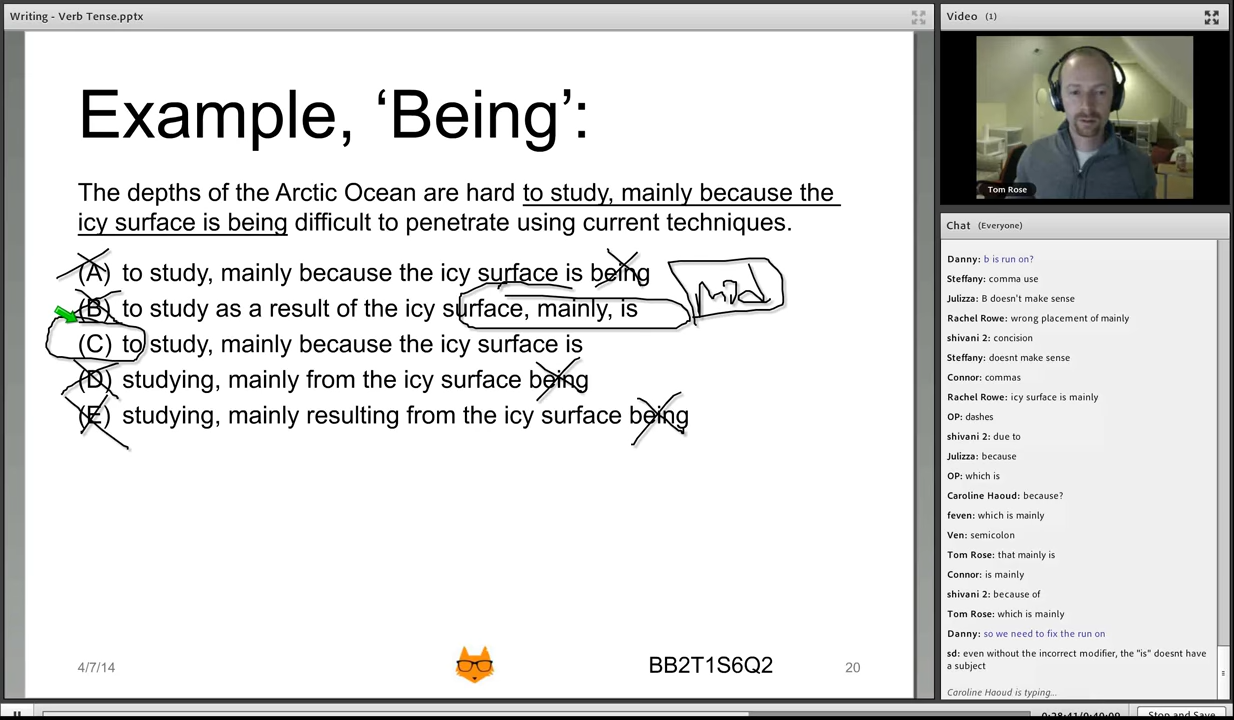 Writing - Verb Tense.pptx
Example, ‘Being’:
The depths of the Arctic Ocean are hard to study, mainly because the
icy surface is being difficult to penetrate using current techniques.
(A) to study, mainly because the icy surface is being
(B) to study as a result of the icy surface, mainly, is
(C) to study, mainly because the icy surface is
(D) studying, mainly from the icy surface being
(E) studying, mainly resulting from the icy surface being
mod
4/7/14
BB2T1S6Q2
20
Video (1)
Tom Rose
Chat (Everyone)
Danny: b is run on?
Steffany: comma use
Julizza: B doesn't make sense
Rachel Rowe: wrong placement of mainly
shivani 2: concision
Steffany: doesnt make sense
Connor: commas
Rachel Rowe: icy surface is mainly
OP: dashes
shivani 2: due to
Julizza: because
OP: which is
Caroline Haoud: because?
feven: which is mainly
Ven: semicolon
Tom Rose: that mainly is
Connor: is mainly
shivani 2: because of
Tom Rose: which is mainly
Danny: so we need to fix the run on
sd: even without the incorrect modifier, the "is" doesnt have
a subject
Caroline Haoud is typing...
Stop and Save